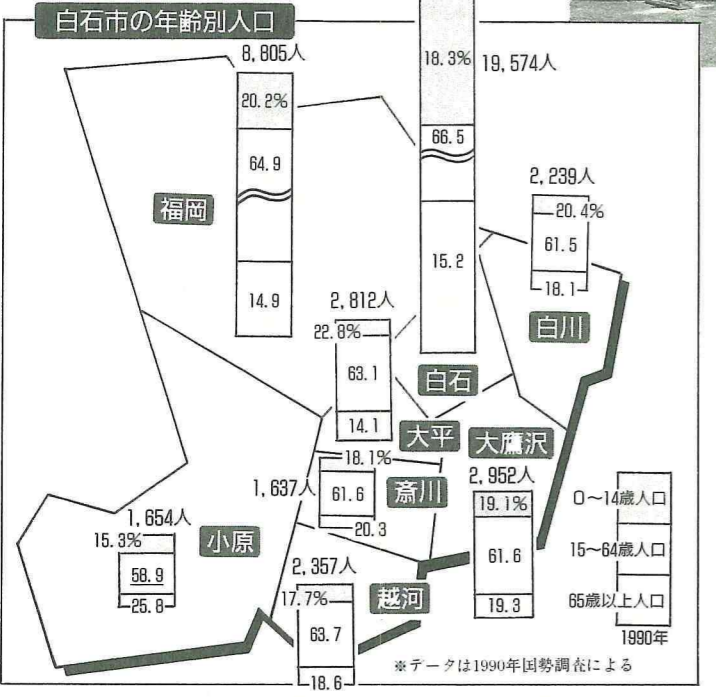 白石市の年齢別人口
8,805人
20.2%
64.9
14.9
福岡
18.3%
19,574人
66.5
15.2
白石
2,239人
20.4%
61.5
18.1
白川
2,812人
22.8%
63.1
14.1
大平
大鷹沢
2,952人
19.1%
61.6
19.3
1,637人
18.1%
61.6
20.3
斎川
1,654人
15.3%
58.9
25.8
小原
2,357人
17.7%
63.7
18.6
越河
0〜14歳人口
15〜64歳人口
65歳以上人口
1990年
※データは1990年国勢調査による